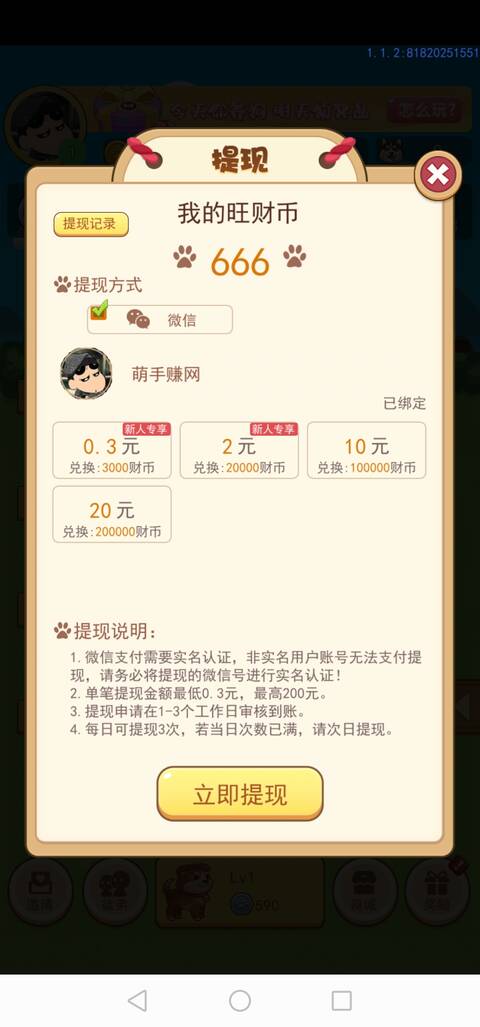 1.1.2:81820251551
怎么玩?
提现
提现记录
我的旺财币
666
提现方式
微信
萌手赚网
已绑定
新人专享
0.3元
兑换:3000财币
新人专享
2元
兑换:20000财币
10元
兑换:100000财币
20元
兑换:200000财币
提现说明:
1. 微信支付需要实名认证，非实名用户账号无法支付提
现，请务必将提现的微信号进行实名认证!
2. 单笔提现金额最低0.3元，最高200元。
3. 提现申请在1-3个工作日审核到账。
4. 每日可提现3次，若当日次数已满，请次日提现。
立即提现
Lv1
590